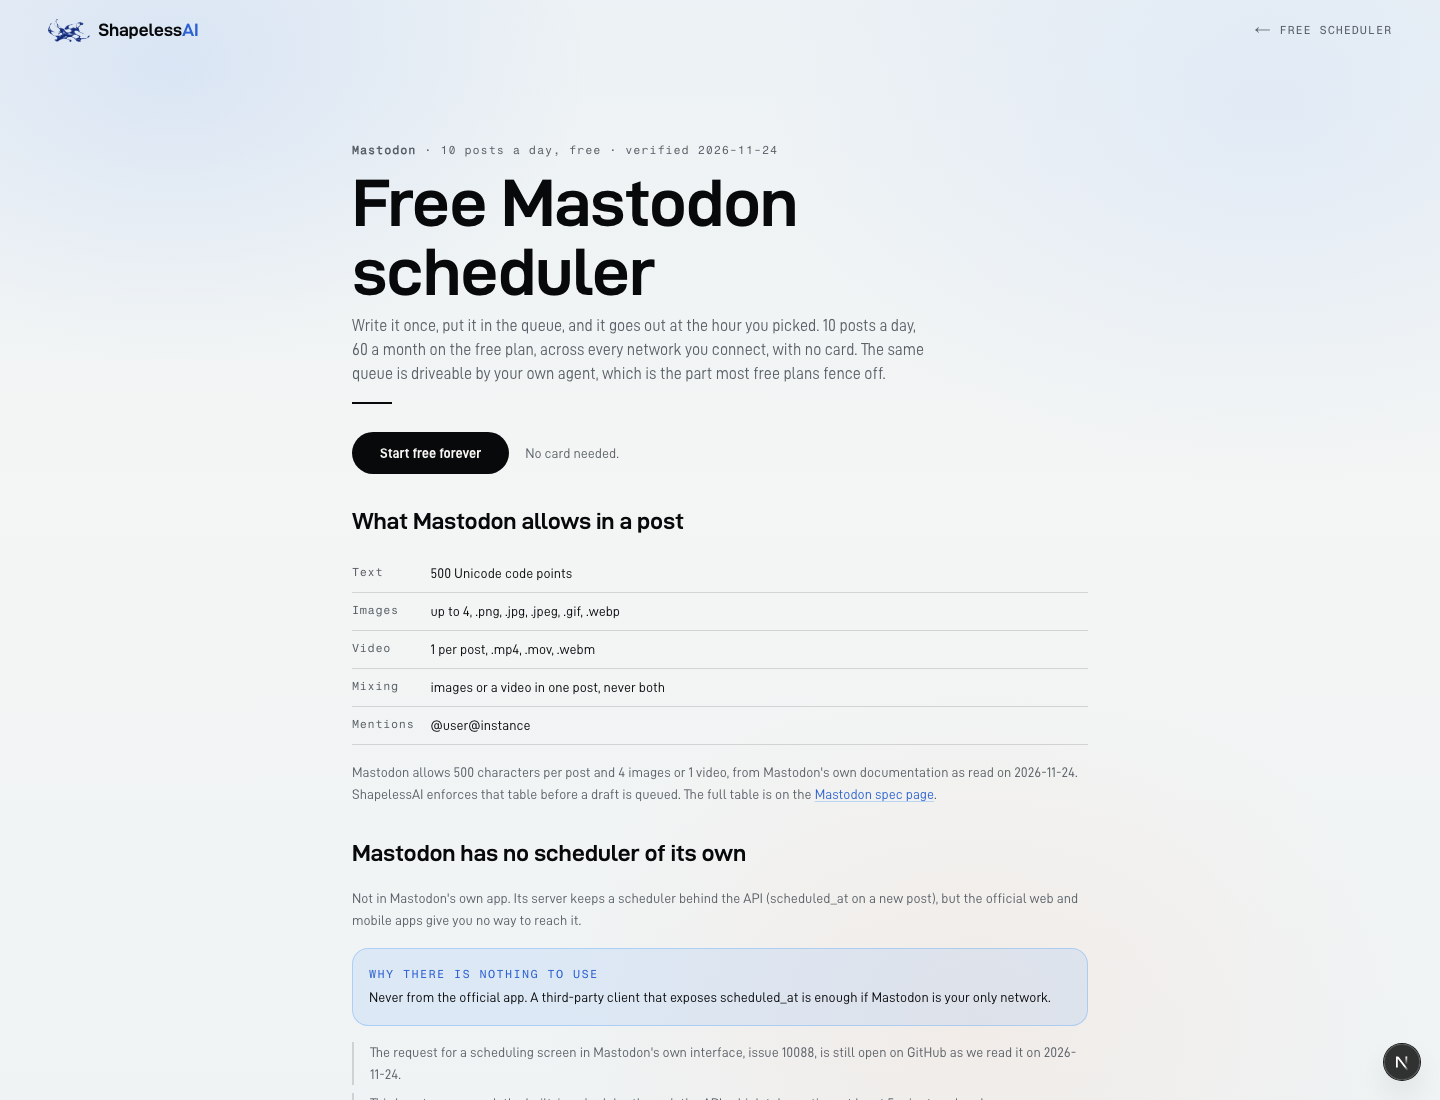 ShapelessAI
← FREE SCHEDULER
Mastodon · 10 posts a day, free · verified 2026-11-24
Free Mastodon
scheduler
Write it once, put it in the queue, and it goes out at the hour you picked. 10 posts a day,
60 a month on the free plan, across every network you connect, with no card. The same
queue is driveable by your own agent, which is the part most free plans fence off.
Start free forever
No card needed.
What Mastodon allows in a post
Text 500 Unicode code points
Images up to 4, .png, .jpg, .jpeg, .gif, .webp
Video 1 per post, .mp4, .mov, .webm
Mixing images or a video in one post, never both
Mentions @user@instance
Mastodon allows 500 characters per post and 4 images or 1 video, from Mastodon's own documentation as read on 2026-11-24.
ShapelessAI enforces that table before a draft is queued. The full table is on the Mastodon spec page.
Mastodon has no scheduler of its own
Not in Mastodon's own app. Its server keeps a scheduler behind the API (scheduled_at on a new post), but the official web and
mobile apps give you no way to reach it.
WHY THERE IS NOTHING TO USE
Never from the official app. A third-party client that exposes scheduled_at is enough if Mastodon is your only network.
The request for a scheduling screen in Mastodon's own interface, issue 10088, is still open on GitHub as we read it on 2026-
11-24.
N